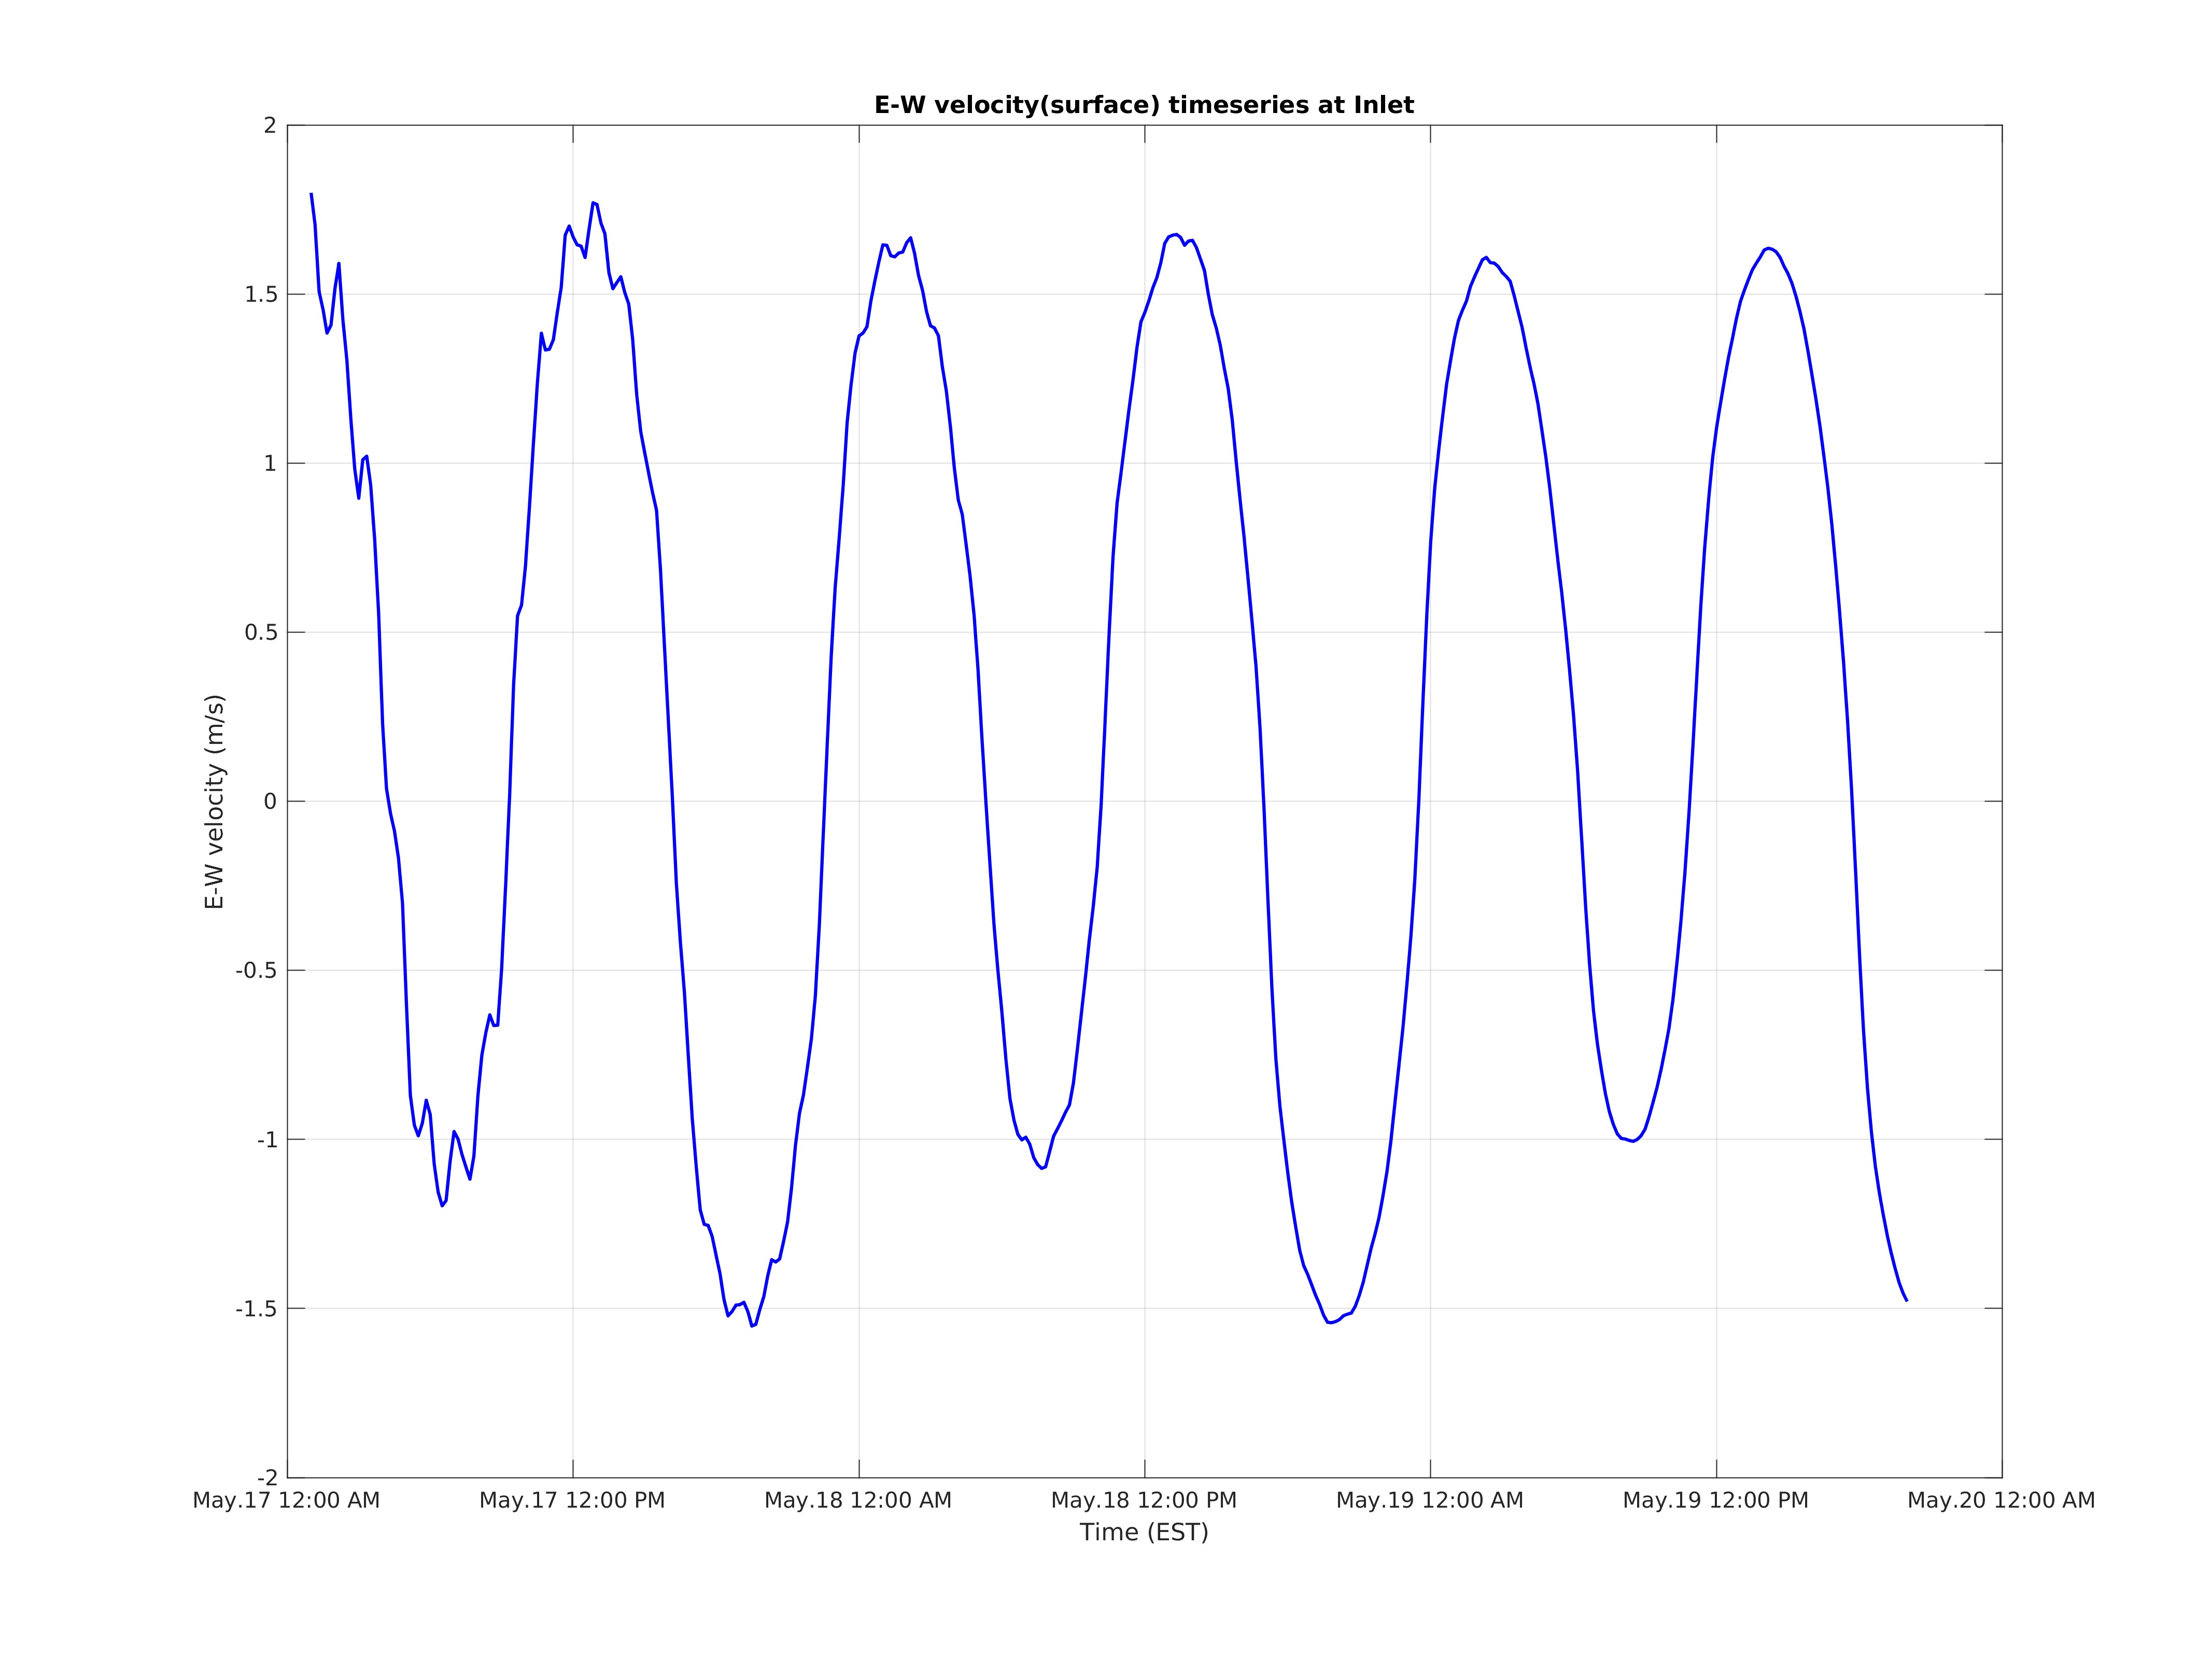 E-W velocity(surface) timeseries at Inlet
2
1.5
1
0.5
0
-0.5
-1
-1.5
-2
E-W velocity (m/s)
May.17 12:00 AM May.17 12:00 PM May.18 12:00 AM May.18 12:00 PM May.19 12:00 AM May.19 12:00 PM May.20 12:00 AM
Time (EST)